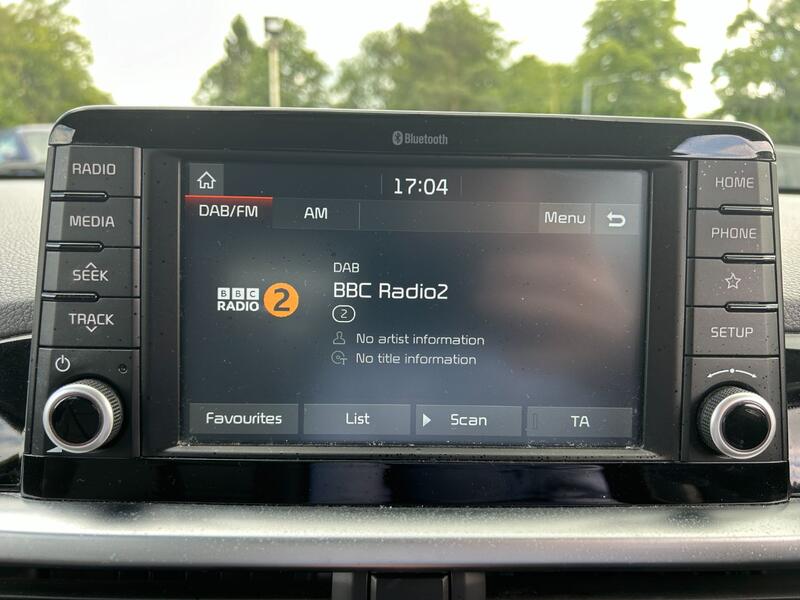 Bluetooth
RADIO
MEDIA
SEEK
TRACK
17:04
DAB/FM
AM
Menu
DAB
BBC Radio2
2
BBC
RADIO 2
No artist information
No title information
Favourites
List
Scan
TA
HOME
PHONE
SETUP